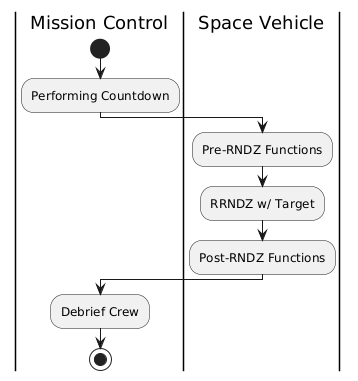 Mission Control
Space Vehicle
Performing Countdown
Pre-RNDZ Functions
RRNDZ w/ Target
Post-RNDZ Functions
Debrief Crew